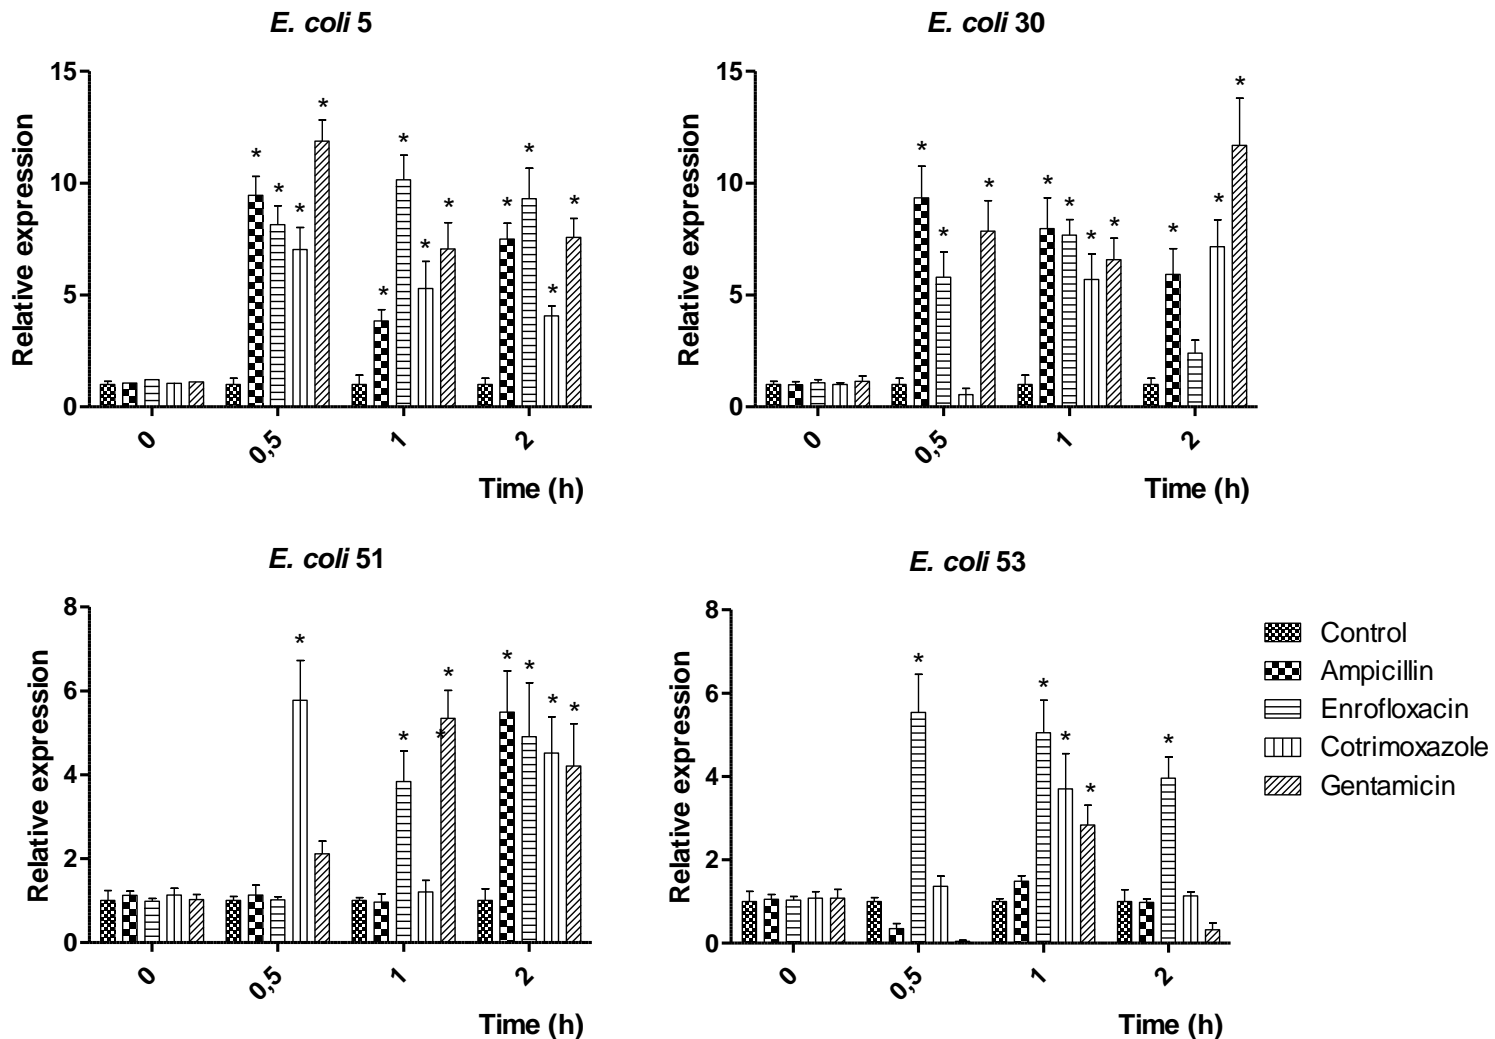 E. coli 5
Relative expression
15
10
5
0
* * * * * * * * * * * *
0 0,5 1 2
Time (h)
E. coli 30
Relative expression
15
10
5
0
* * * * * * * * * * *
0 0,5 1 2
Time (h)
E. coli 51
Relative expression
8
6
4
2
0
* * * * * * * *
0 0,5 1 2
Time (h)
E. coli 53
Relative expression
8
6
4
2
0
* * * * *
0 0,5 1 2
Time (h)
Control
Ampicillin
Enrofloxacin
Cotrimoxazole
Gentamicin